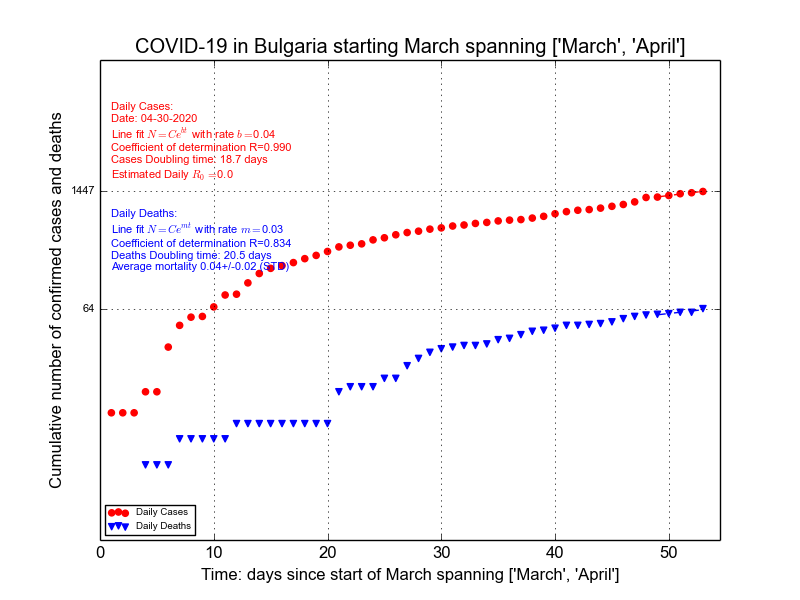 COVID-19 in Bulgaria starting March spanning ['March', 'April']
Daily Cases:
Date: 04-30-2020
Line fit N = Ce^{bt} with rate b =0.04
Coefficient of determination R=0.990
Cases Doubling time: 18.7 days
Estimated Daily R_0 =0.0
Daily Deaths:
Line fit N = Ce^{mt} with rate m =0.03
Coefficient of determination R=0.834
Deaths Doubling time: 20.5 days
Average mortality 0.04+/-0.02 (STD)
Cumulative number of confirmed cases and deaths
1447
64
Daily Cases
Daily Deaths
0 10 20 30 40 50
Time: days since start of March spanning ['March', 'April']